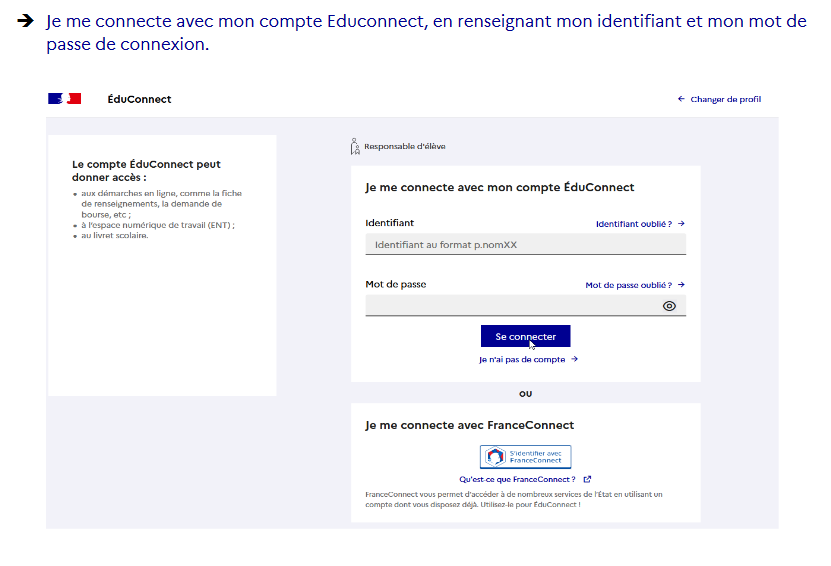 ➔ Je me connecte avec mon compte Educonnect, en renseignant mon identifiant et mon mot de
passe de connexion.
ÉduConnect
← Changer de profil
Le compte ÉduConnect peut
donner accès :
• aux démarches en ligne, comme la fiche
de renseignements, la demande de
bourse, etc ;
• à l'espace numérique de travail (ENT) ;
• au livret scolaire.
Responsable d'élève
Je me connecte avec mon compte ÉduConnect
Identifiant
Identifiant oublié ? →
Identifiant au format p.nomXX
Mot de passe
Mot de passe oublié ? →
Se connecter
Je n'ai pas de compte →
OU
Je me connecte avec FranceConnect
S'identifier avec
FranceConnect
Qu'est-ce que FranceConnect ?
FranceConnect vous permet d'accéder à de nombreux services de l'État en utilisant un
compte dont vous disposez déjà. Utilisez-le pour ÉduConnect !